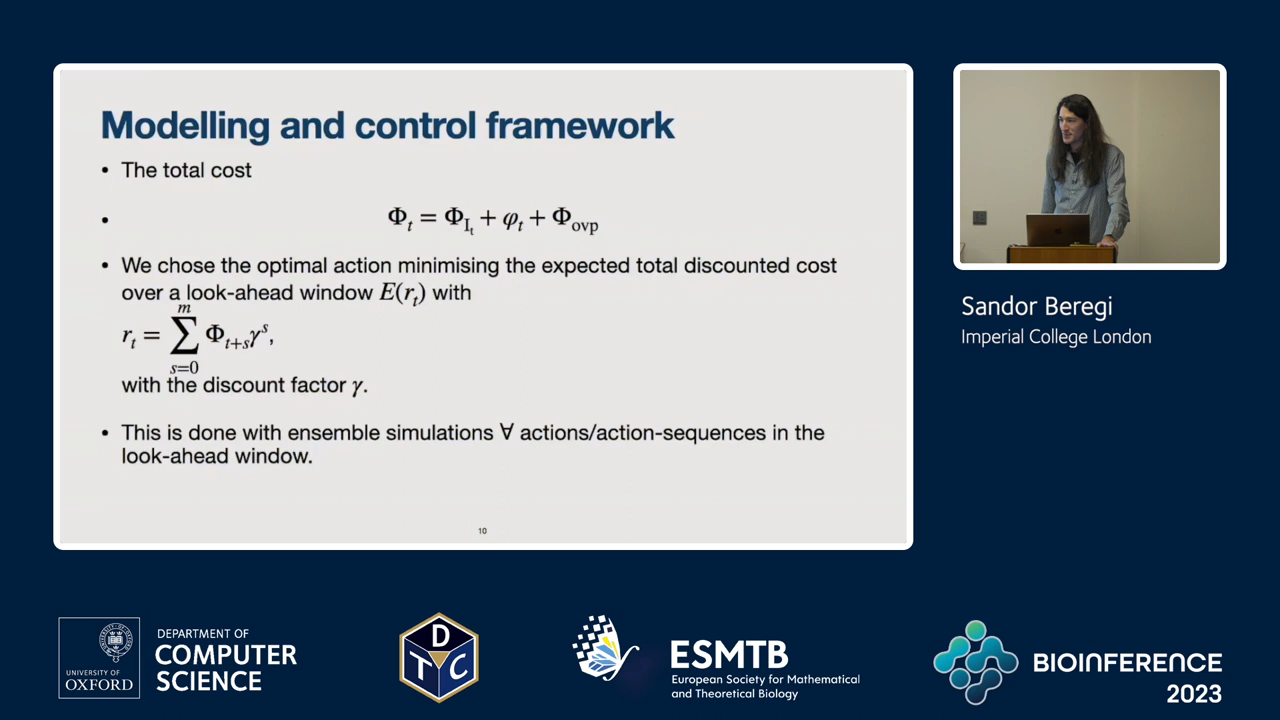 Modelling and control framework
• The total cost
• Φ_t = Φ_{I_t} + φ_t + Φ_ovp
• We chose the optimal action minimising the expected total discounted cost
over a look-ahead window E(r_t) with
r_t = ∑_{s=0}^{m} Φ_{t+s}γ^s,
with the discount factor γ.
• This is done with ensemble simulations ∀ actions/action-sequences in the
look-ahead window.
10
Sandor Beregi
Imperial College London
UNIVERSITY OF
OXFORD
DEPARTMENT OF
COMPUTER
SCIENCE
D
T C
ESMTB
European Society for Mathematical
and Theoretical Biology
BIOINFERENCE
2023